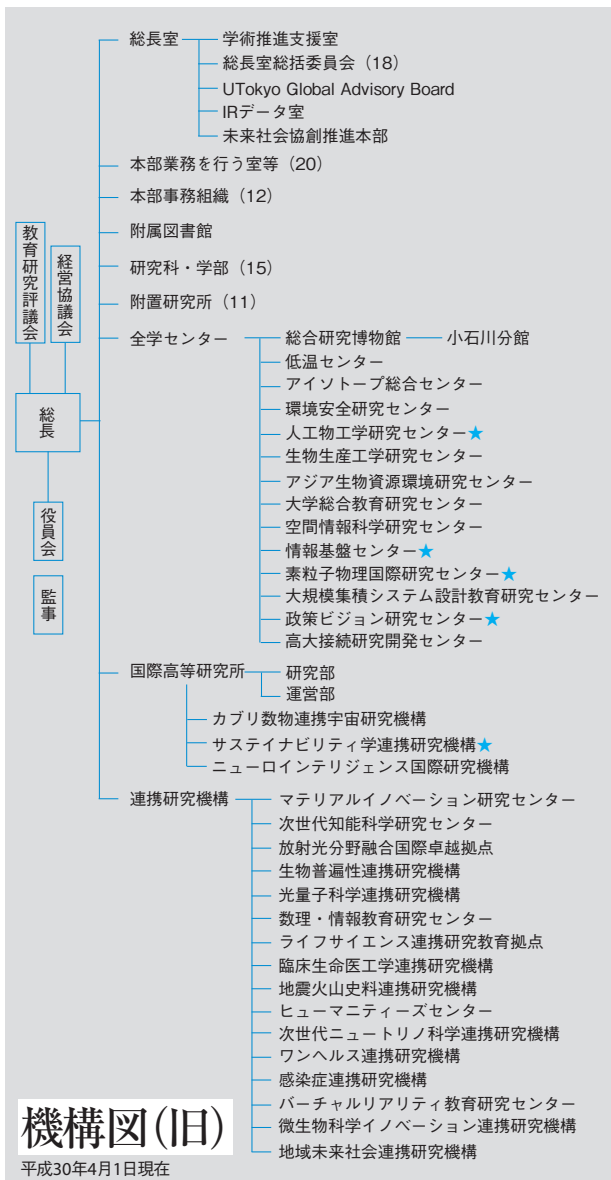 総長室
学術推進支援室
総長室総括委員会（18）
UTokyo Global Advisory Board
IRデータ室
未来社会協創推進本部
本部業務を行う室等（20）
本部事務組織（12）
附属図書館
研究科・学部（15）
附置研究所（11）
教育研究評議会
経営協議会
総長
役員会
監事
全学センター
総合研究博物館
小石川分館
低温センター
アイソトープ総合センター
環境安全研究センター
人工物工学研究センター★
生物生産工学研究センター
アジア生物資源環境研究センター
大学総合教育研究センター
空間情報科学研究センター
情報基盤センター★
素粒子物理国際研究センター★
大規模集積システム設計教育研究センター
政策ビジョン研究センター★
高大接続研究開発センター
国際高等研究所
研究部
運営部
カブリ数物連携宇宙研究機構
サステイナビリティ学連携研究機構★
ニューロインテリジェンス国際研究機構
連携研究機構
マテリアルイノベーション研究センター
次世代知能科学研究センター
放射光分野融合国際卓越拠点
生物普遍性連携研究機構
光量子科学連携研究機構
数理・情報教育研究センター
ライフサイエンス連携研究教育拠点
臨床生命医工学連携研究機構
地震火山史料連携研究機構
ヒューマニティーズセンター
次世代ニュートリノ科学連携研究機構
ワンヘルス連携研究機構
感染症連携研究機構
バーチャルリアリティ教育研究センター
微生物科学イノベーション連携研究機構
地域未来社会連携研究機構
機構図（旧）
平成30年4月1日現在